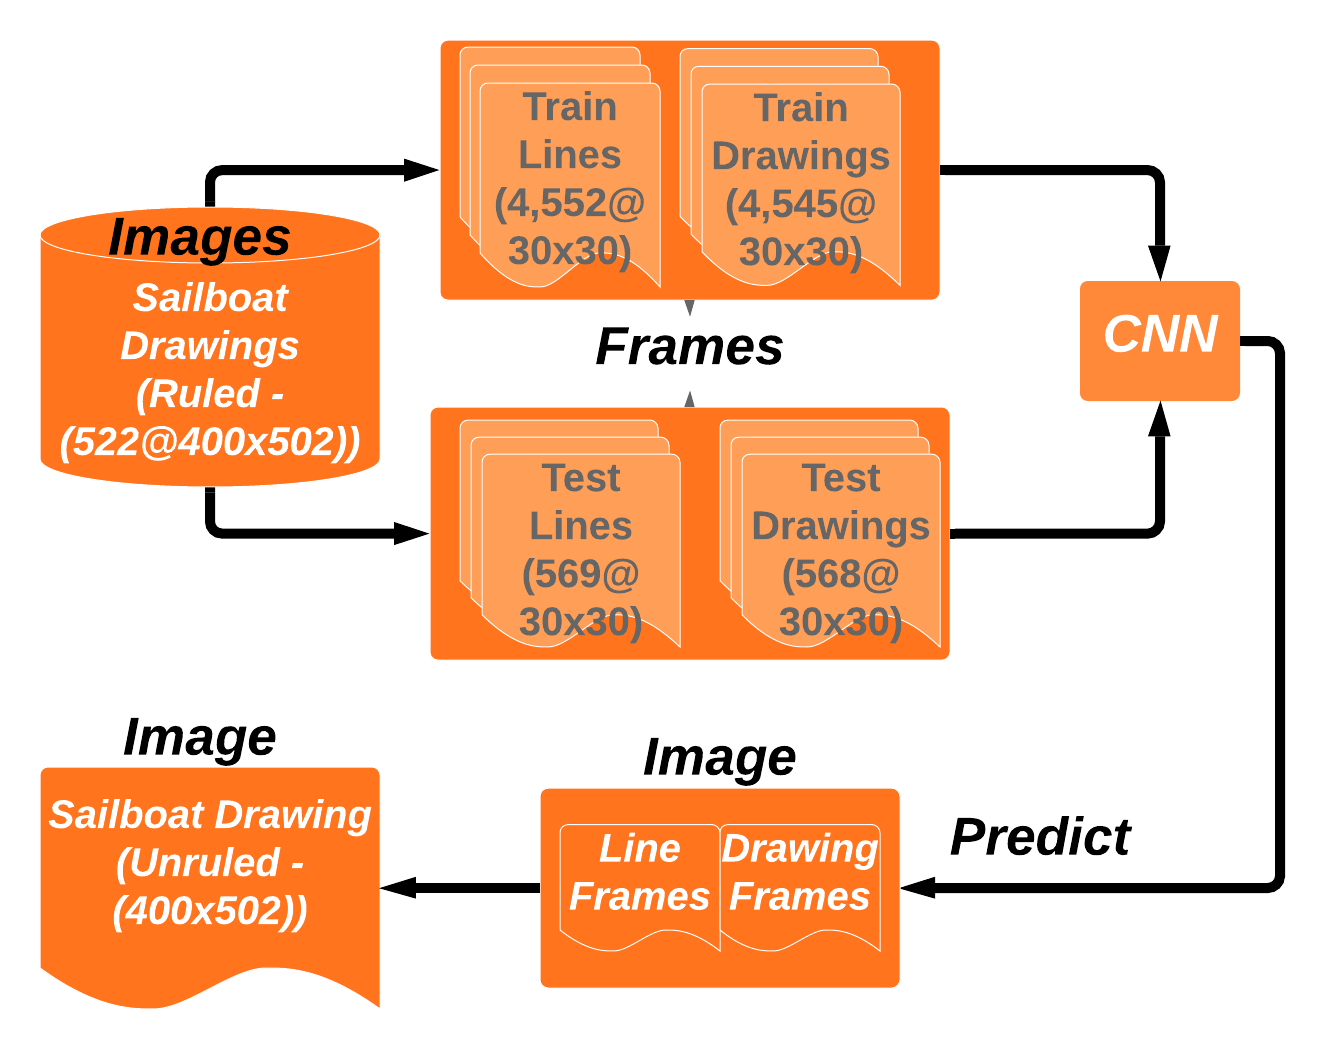 Images
Sailboat
Drawings
(Ruled -
(522@400x502))
Train
Lines
(4,552@
30x30)
Train
Drawings
(4,545@
30x30)
Frames
Test
Lines
(569@
30x30)
Test
Drawings
(568@
30x30)
CNN
Predict
Image
Line
Frames
Drawing
Frames
Image
Sailboat Drawing
(Unruled -
(400x502))